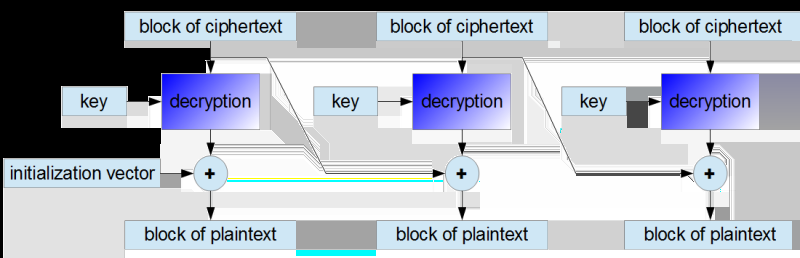 block of ciphertext
block of ciphertext
block of ciphertext
key
decryption
key
decryption
key
decryption
initialization vector
+
+
+
block of plaintext
block of plaintext
block of plaintext